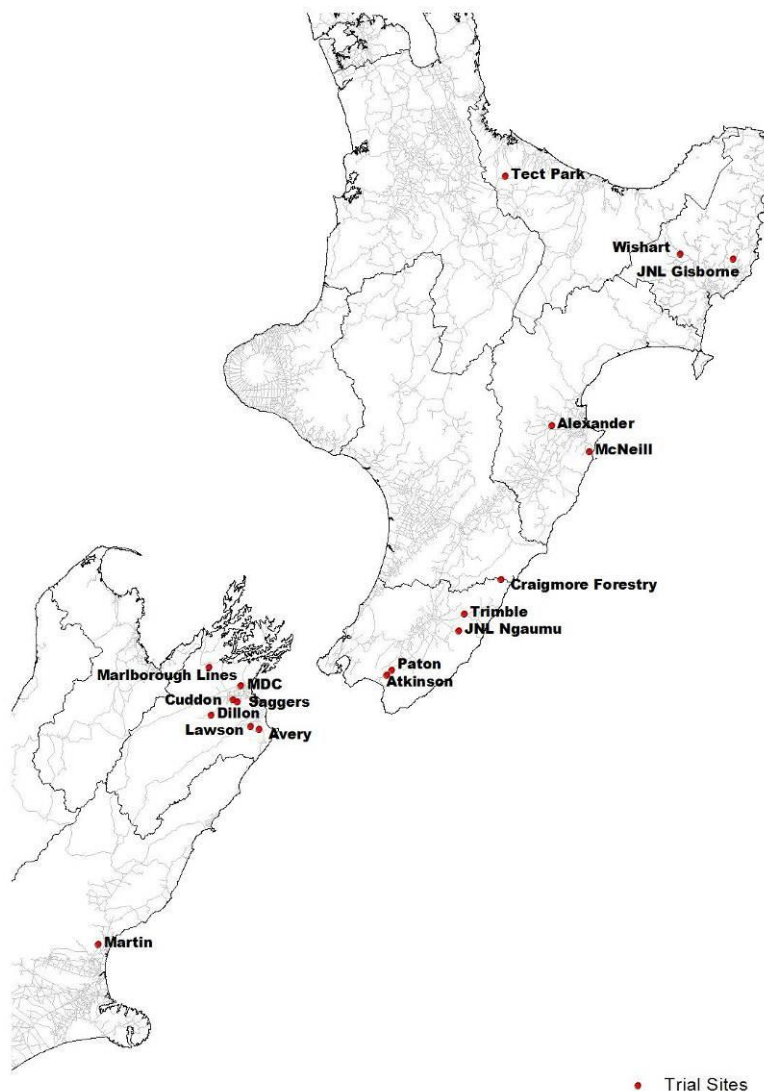 Tect Park
Wishart
JNL Gisborne
Alexander
McNeill
Craigmore Forestry
Trimble
JNL Ngaumu
Paton
Atkinson
Marlborough Lines
MDC
Cuddon
Saggers
Dillon
Lawson
Avery
Martin
Trial Sites